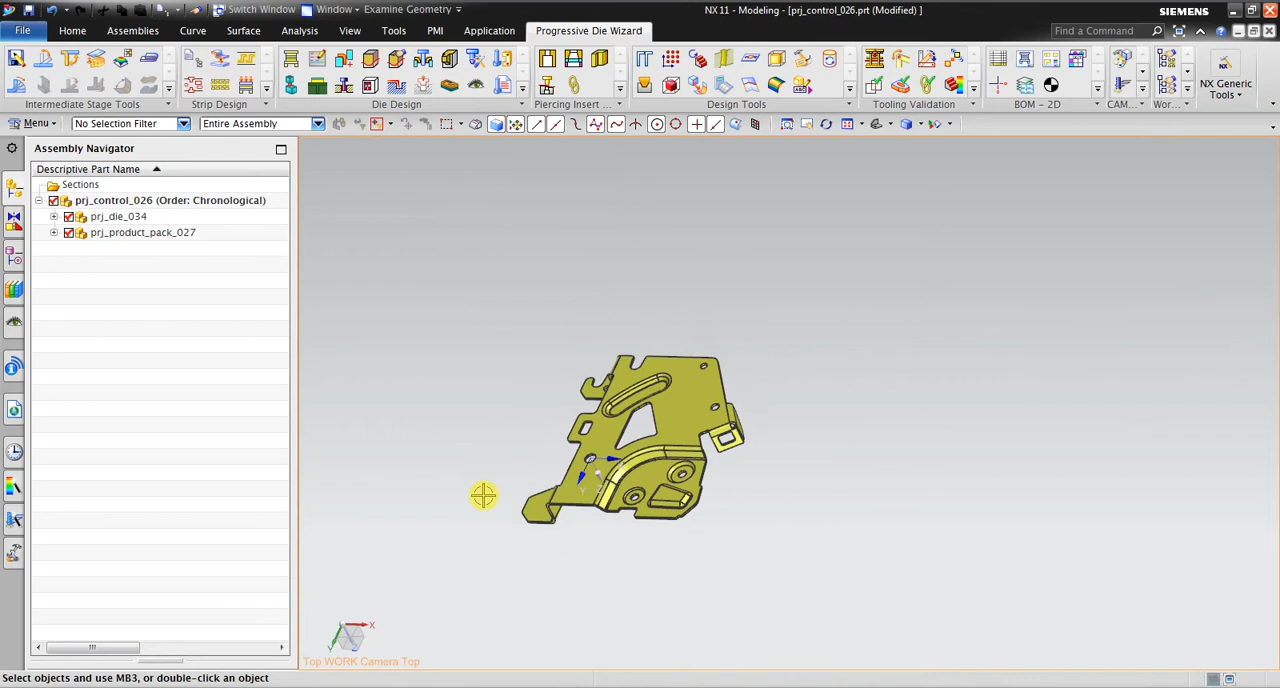 Switch Window
Window
Examine Geometry
NX 11 - Modeling - [prj_control_026.prt (Modified) ]
SIEMENS
File
Home
Assemblies
Curve
Surface
Analysis
View
Tools
PMI
Application
Progressive Die Wizard
Find a Command
Intermediate Stage Tools
Strip Design
Die Design
Piercing Insert ...
Design Tools
Tooling Validation
BOM - 2D
CAM...
Wor...
NX Generic
Tools
Menu
No Selection Filter
Entire Assembly
Assembly Navigator
Descriptive Part Name
Sections
prj_control_026 (Order: Chronological)
prj_die_034
prj_product_pack_027
Y
Z
X
Y
Top WORK Camera Top
Select objects and use MB3, or double-click an object